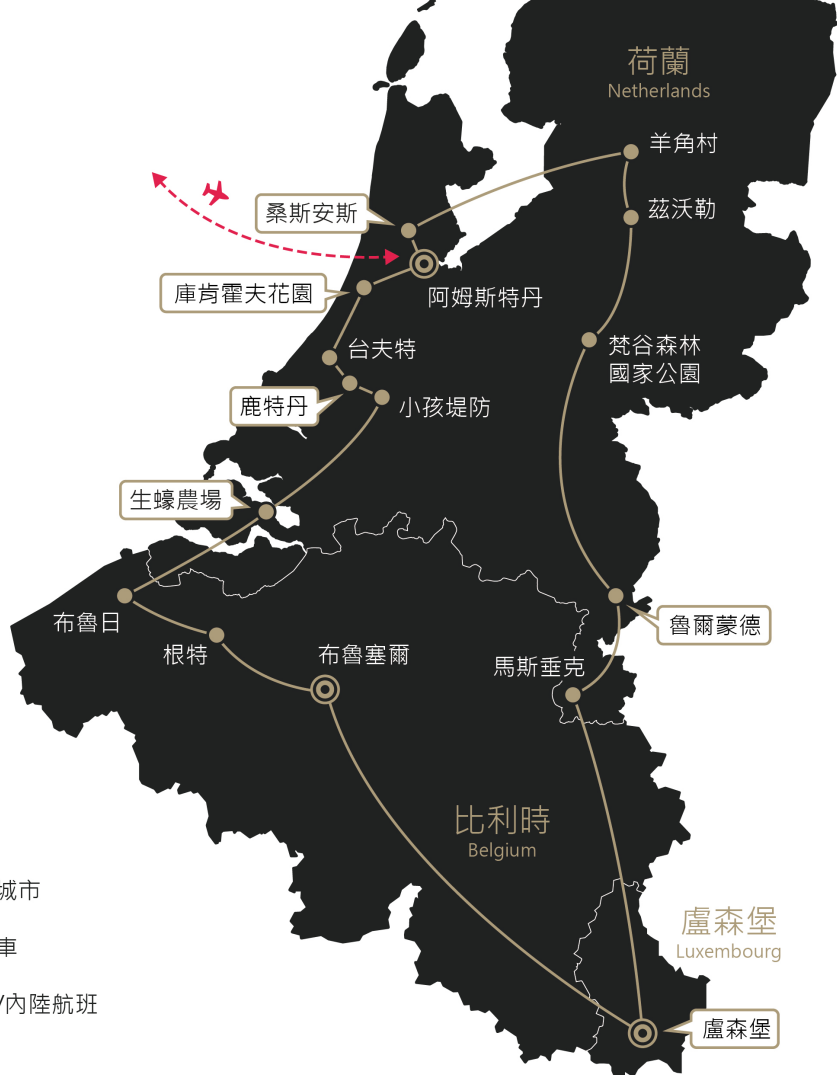 荷蘭
Netherlands
羊角村
桑斯安斯
茲沃勒
庫肯霍夫花園
阿姆斯特丹
台夫特
梵谷森林
國家公園
鹿特丹
小孩堤防
生蠔農場
布魯日
魯爾蒙德
根特
布魯塞爾
馬斯垂克
比利時
Belgium
城市
盧森堡
Luxembourg
車
/內陸航班
盧森堡